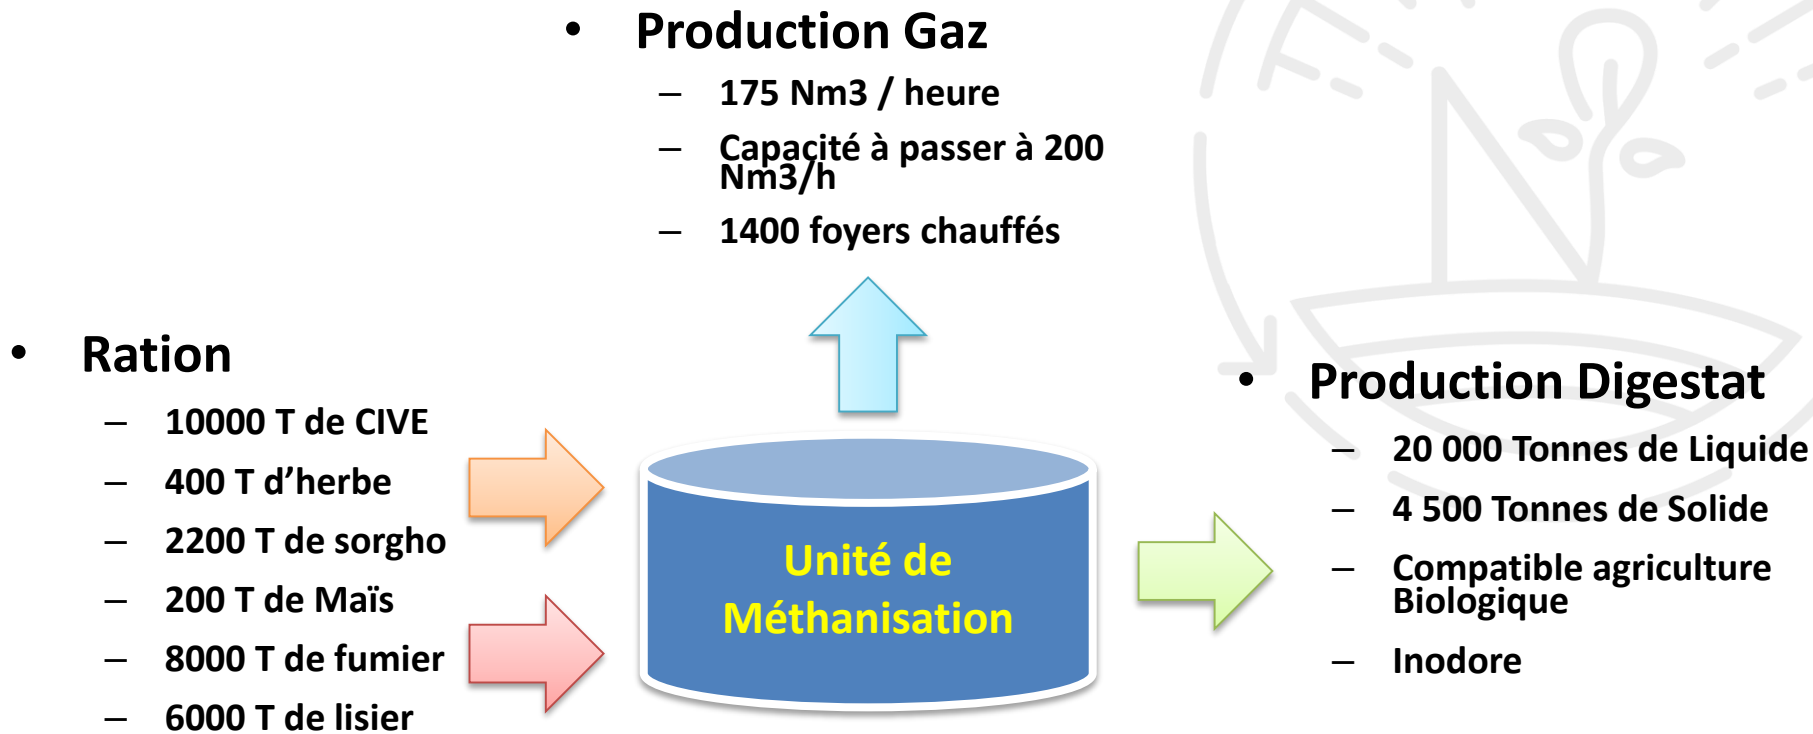 • Production Gaz
– 175 Nm3 / heure
– Capacité à passer à 200
Nm3/h
– 1400 foyers chauffés
• Ration
– 10000 T de CIVE
– 400 T d’herbe
– 2200 T de sorgho
– 200 T de Maïs
– 8000 T de fumier
– 6000 T de lisier
Unité de
Méthanisation
• Production Digestat
– 20 000 Tonnes de Liquide
– 4 500 Tonnes de Solide
– Compatible agriculture
Biologique
– Inodore